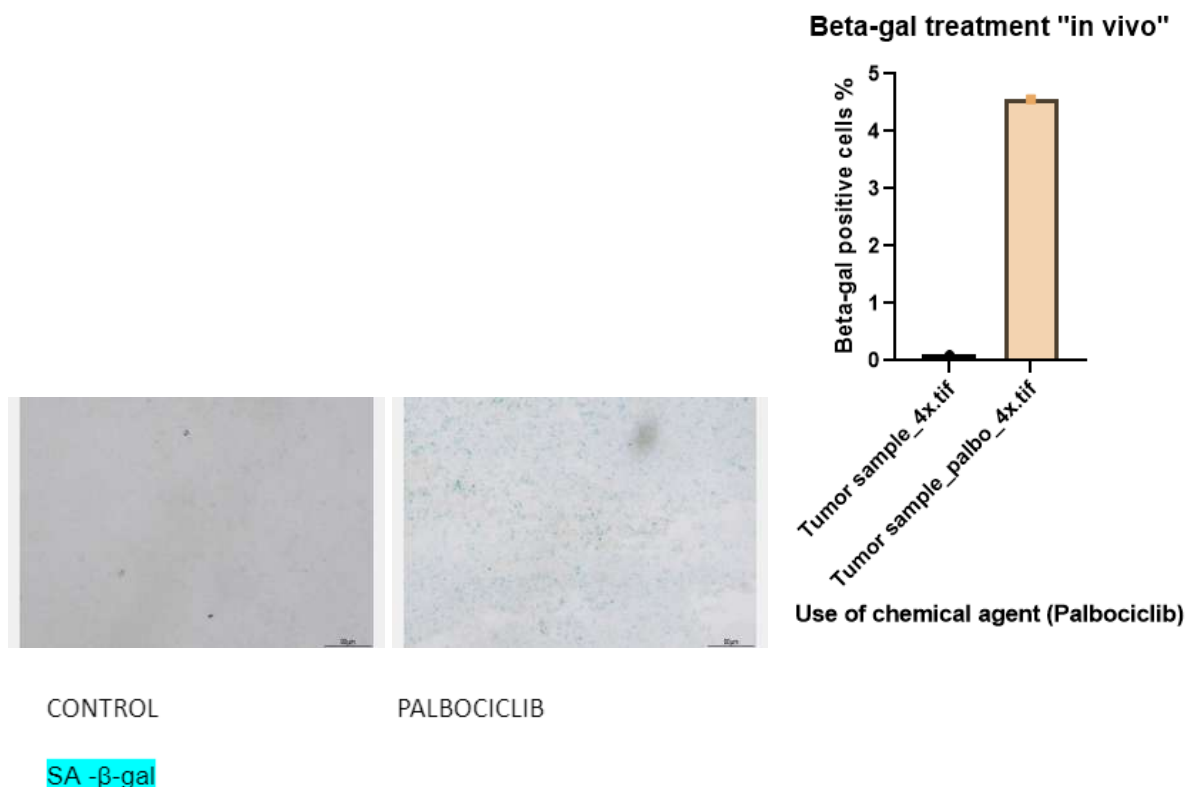 Beta-gal treatment "in vivo"
Beta-gal positive cells %
5
4
3
2
1
0
Tumor sample_4x.tif
Tumor sample_palbo_4x.tif
Use of chemical agent (Palbociclib)
CONTROL
PALBOCICLIB
SA -β-gal